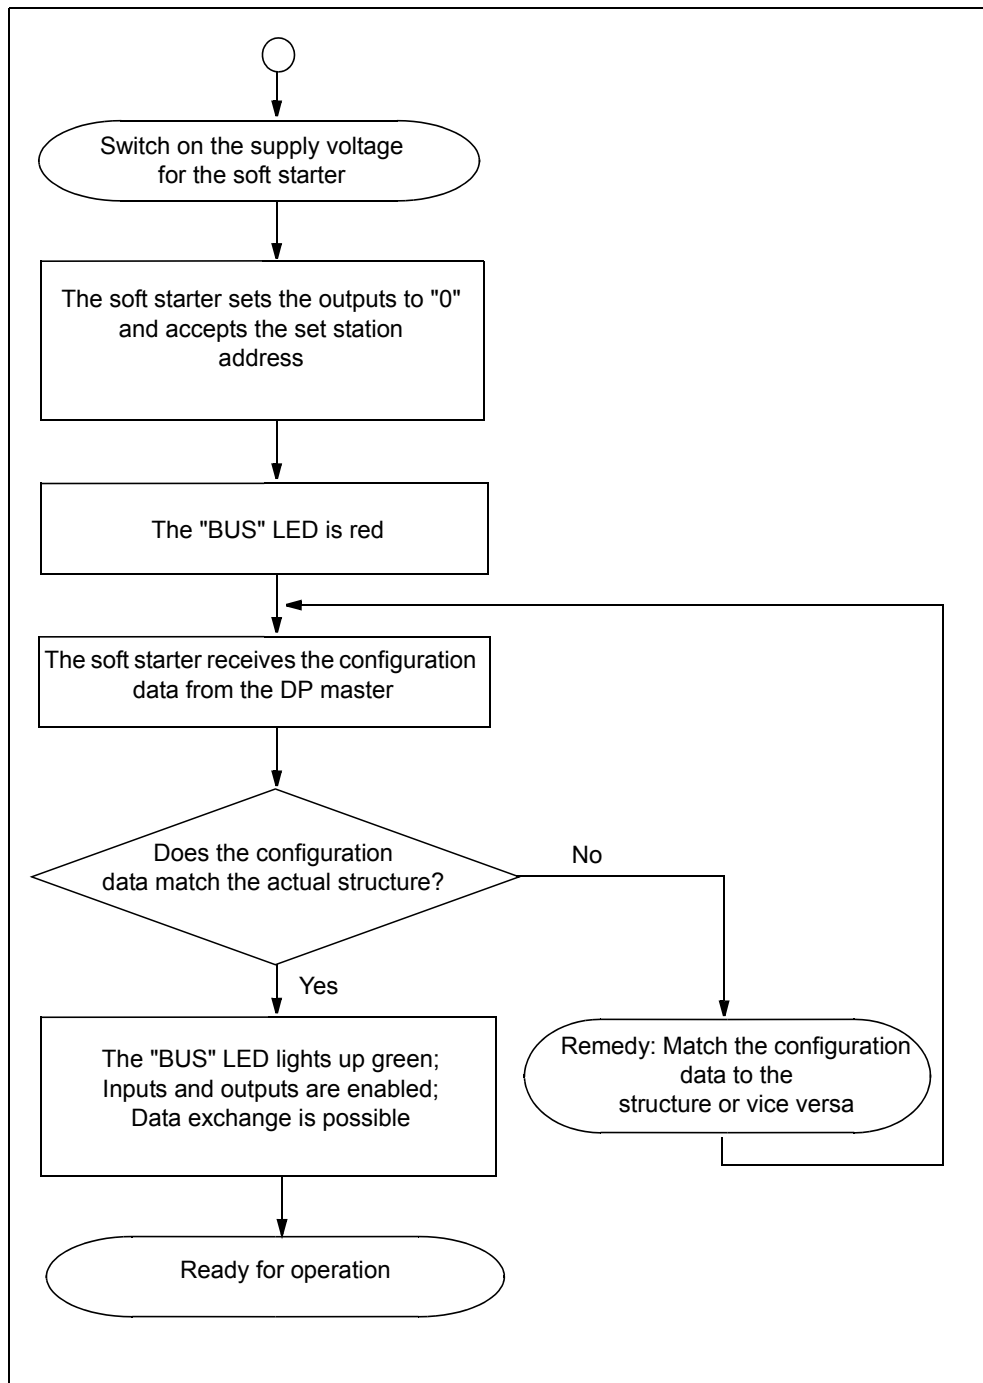 Switch on the supply voltage
for the soft starter
The soft starter sets the outputs to "0"
and accepts the set station
address
The "BUS" LED is red
The soft starter receives the configuration
data from the DP master
Does the configuration
data match the actual structure?
No
Yes
The "BUS" LED lights up green;
Inputs and outputs are enabled;
Data exchange is possible
Remedy: Match the configuration
data to the
structure or vice versa
Ready for operation